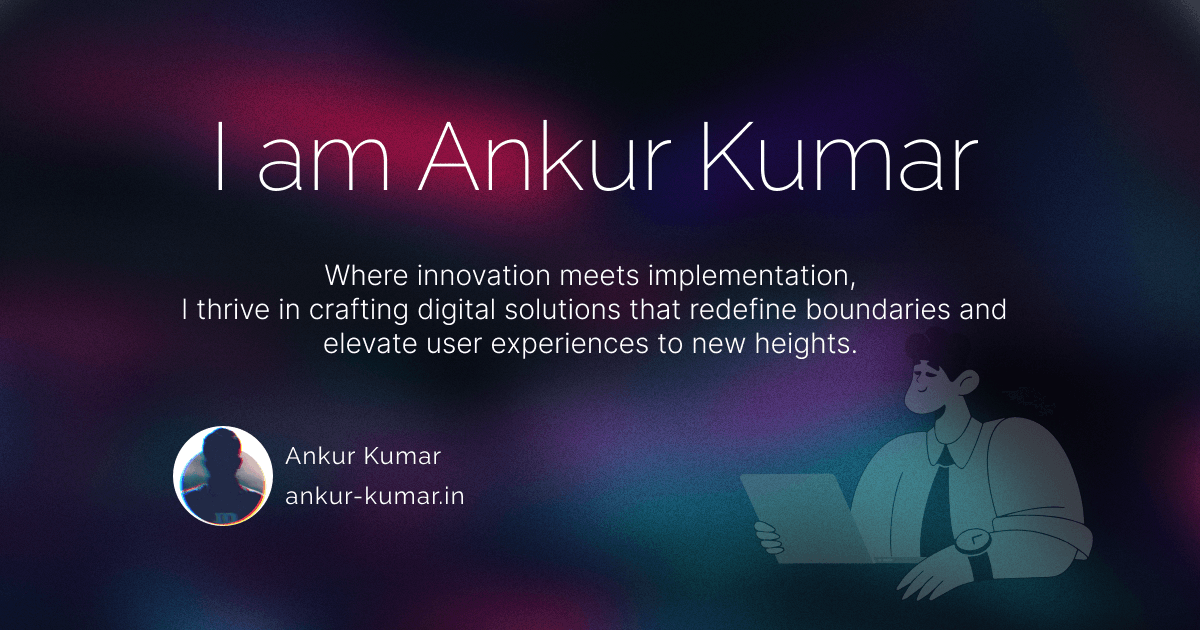 I am Ankur Kumar
Where innovation meets implementation,
I thrive in crafting digital solutions that redefine boundaries and
elevate user experiences to new heights.
Ankur Kumar
ankur-kumar.in